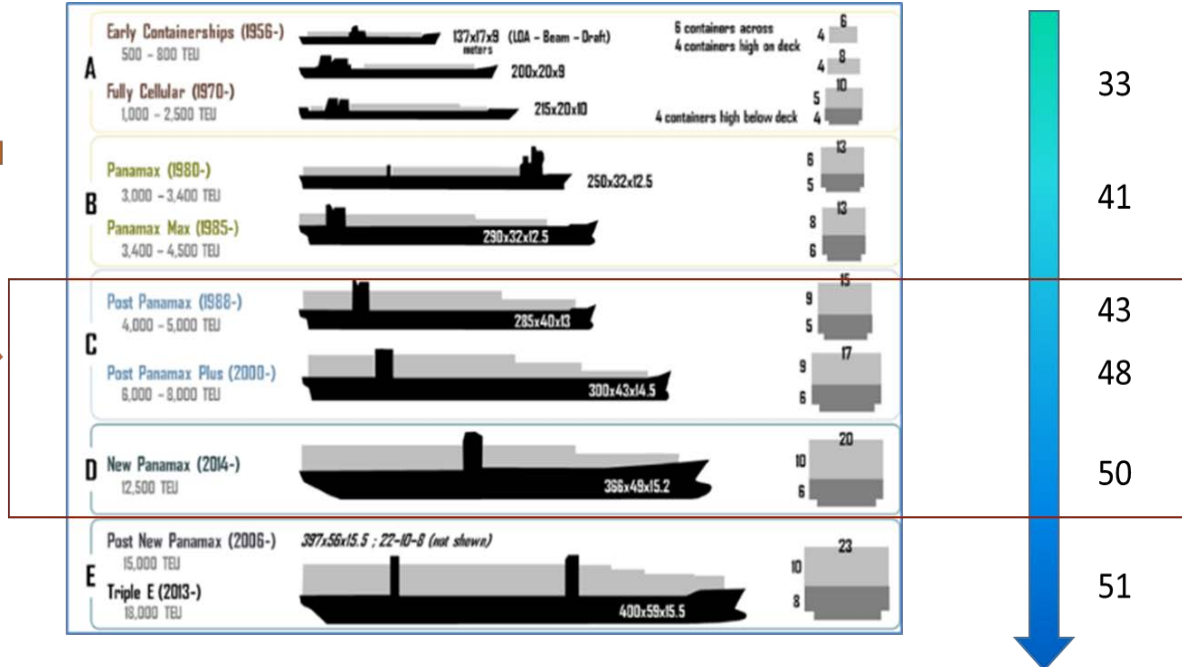 Early Containerships (1956-)
500 – 800 TEU
137x17x9 (LOA – Beam – Draft)
meters
200x20x9
6 containers across
4 containers high on deck
6
4
8
4
A
Fully Cellular (1970-)
1,000 – 2,500 TEU
215x20x10
4 containers high below deck
10
5
4
33
B
Panamax (1980-)
3,000 – 3,400 TEU
250x32x12.5
13
6
5
Panamax Max (1985-)
3,400 – 4,500 TEU
290x32x12.5
13
8
6
41
C
Post Panamax (1988-)
4,000 – 5,000 TEU
285x40x13
15
9
5
43
Post Panamax Plus (2000-)
6,000 – 8,000 TEU
300x43x14.5
17
9
6
48
D
New Panamax (2014-)
12,500 TEU
366x49x15.2
20
10
6
50
E
Post New Panamax (2006-)
15,000 TEU
397x56x15.5 ; 22-10-8 (not shown)
Triple E (2013-)
18,000 TEU
400x59x15.5
23
10
8
51